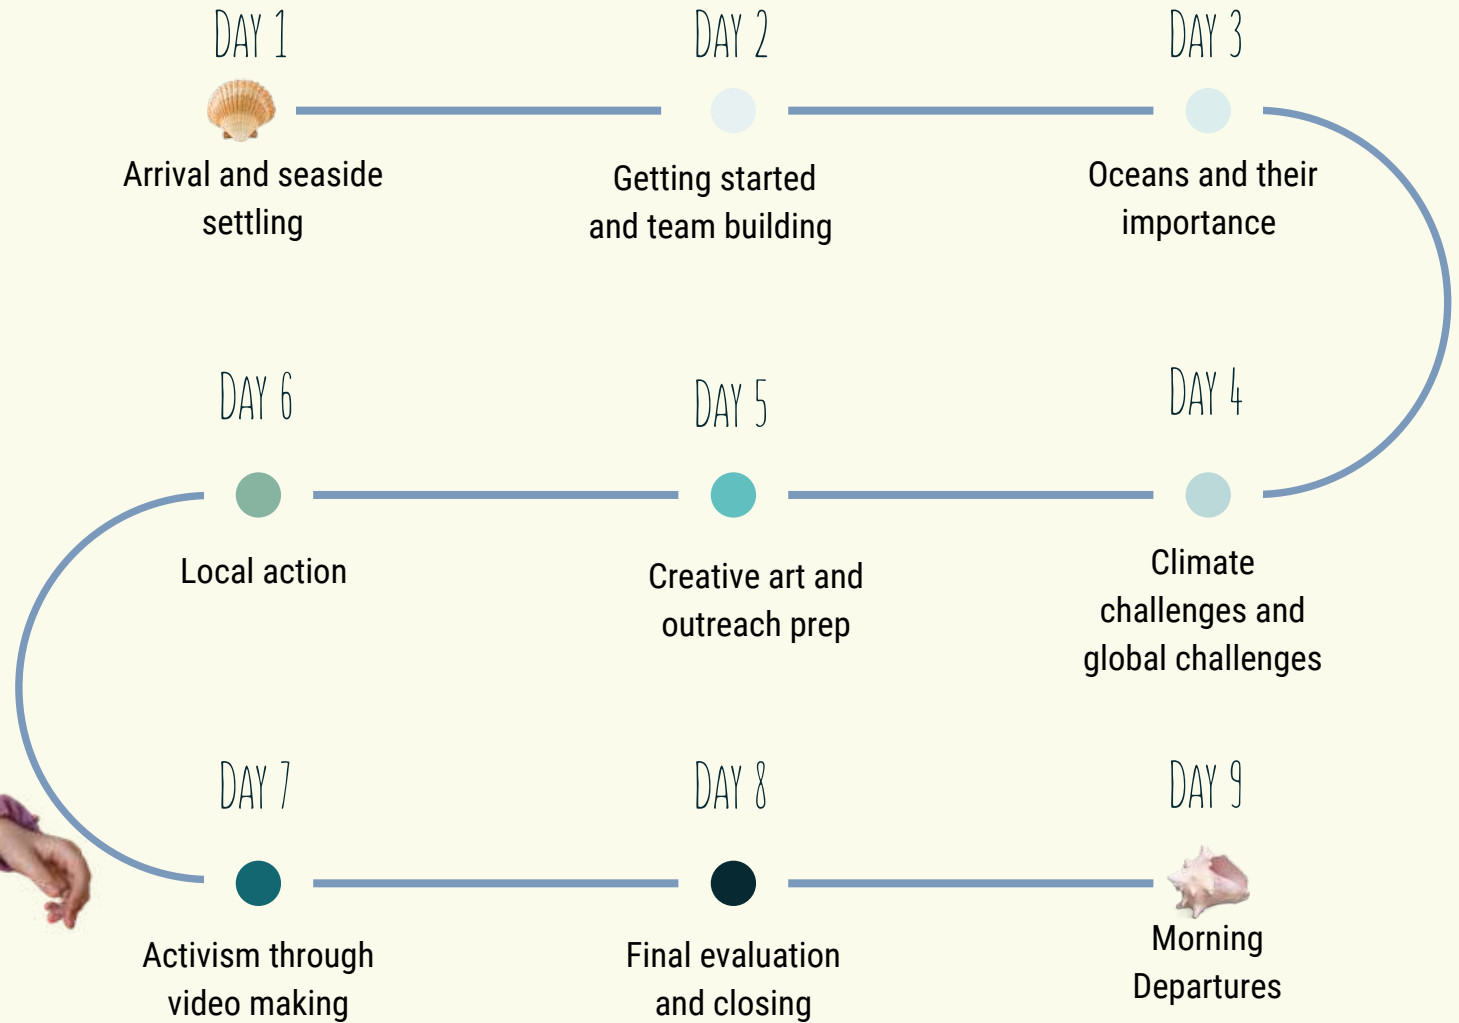 DAY 1
Arrival and seaside
settling
DAY 2
Getting started
and team building
DAY 3
Oceans and their
importance
DAY 4
Climate
challenges and
global challenges
DAY 5
Creative art and
outreach prep
DAY 6
Local action
DAY 7
Activism through
video making
DAY 8
Final evaluation
and closing
DAY 9
Morning
Departures